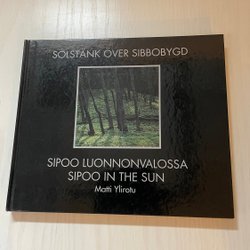 SOLSTÄNK ÖVER SIBBOBYGD
SIPOO LUONNONVALOSSA
SIPOO IN THE SUN
Matti Ylirotu